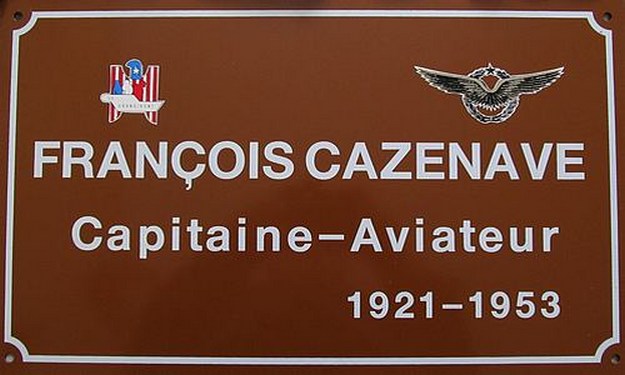 FRANÇOIS CAZENAVE
Capitaine-Aviateur
1921-1953